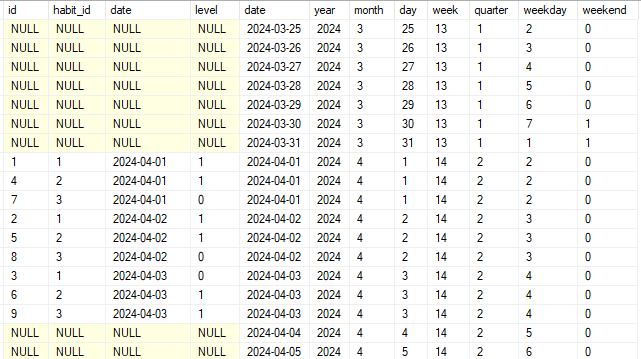 id habit_id date level date year month day week quarter weekday weekend
NULL NULL NULL NULL 2024-03-25 2024 3 25 13 1 2 0
NULL NULL NULL NULL 2024-03-26 2024 3 26 13 1 3 0
NULL NULL NULL NULL 2024-03-27 2024 3 27 13 1 4 0
NULL NULL NULL NULL 2024-03-28 2024 3 28 13 1 5 0
NULL NULL NULL NULL 2024-03-29 2024 3 29 13 1 6 0
NULL NULL NULL NULL 2024-03-30 2024 3 30 13 1 7 1
NULL NULL NULL NULL 2024-03-31 2024 3 31 13 1 1 1
1 1 2024-04-01 1 2024-04-01 2024 4 1 14 2 2 0
4 2 2024-04-01 1 2024-04-01 2024 4 1 14 2 2 0
7 3 2024-04-01 0 2024-04-01 2024 4 1 14 2 2 0
2 1 2024-04-02 1 2024-04-02 2024 4 2 14 2 3 0
5 2 2024-04-02 1 2024-04-02 2024 4 2 14 2 3 0
8 3 2024-04-02 0 2024-04-02 2024 4 2 14 2 3 0
3 1 2024-04-03 0 2024-04-03 2024 4 3 14 2 4 0
6 2 2024-04-03 1 2024-04-03 2024 4 3 14 2 4 0
9 3 2024-04-03 1 2024-04-03 2024 4 3 14 2 4 0
NULL NULL NULL NULL 2024-04-04 2024 4 4 14 2 5 0
NULL NULL NULL NULL 2024-04-05 2024 4 5 14 2 6 0